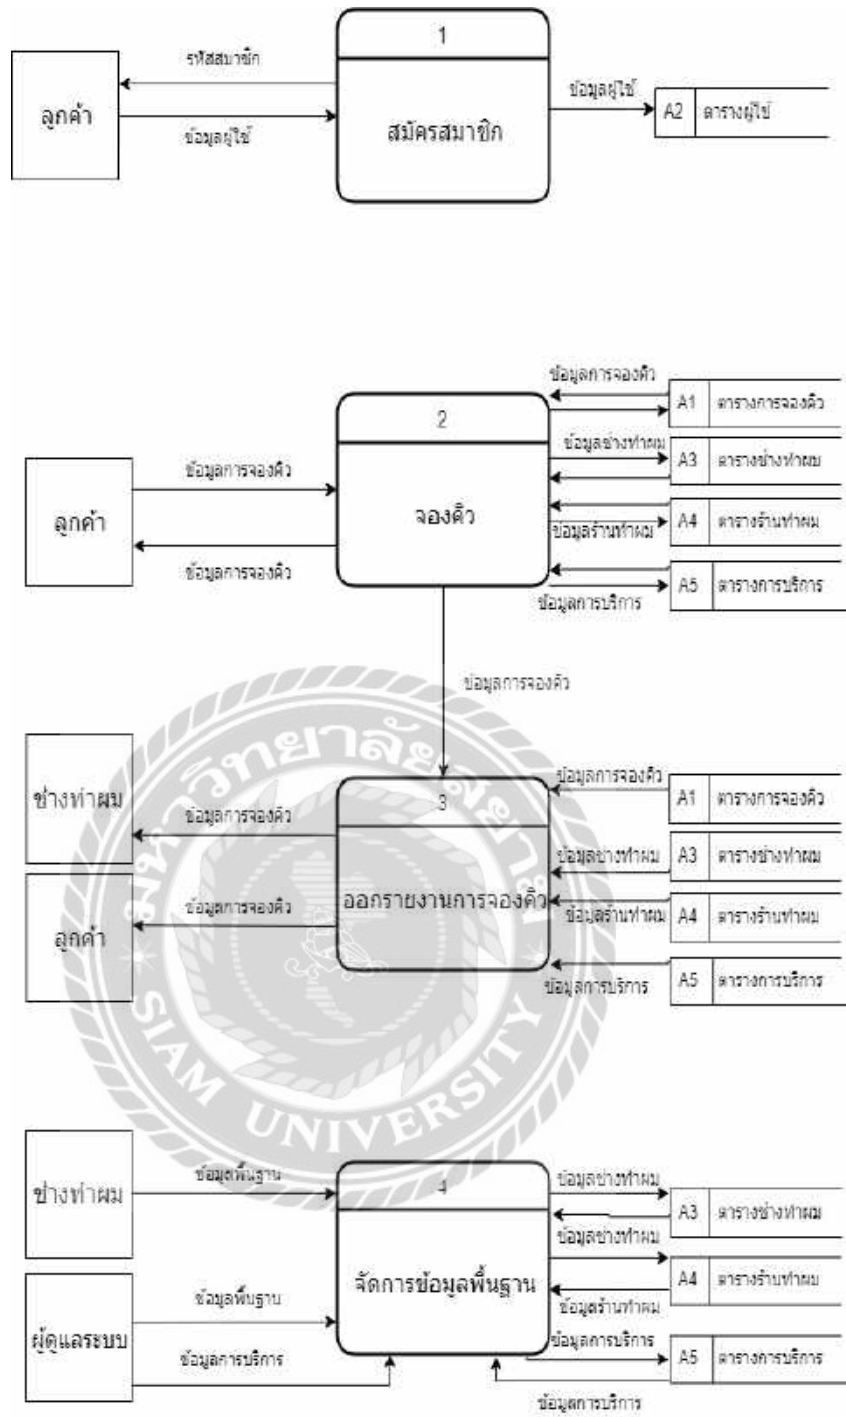 1
รหัสสมาชิก
ลูกค้า
ข้อมูลผู้ใช้
สมัครสมาชิก
ข้อมูลผู้ใช้
A2 ตารางผู้ใช้
2
ลูกค้า
ข้อมูลการจองคิว
ข้อมูลการจองคิว
จองคิว
ข้อมูลการจองคิว
A1 ตารางการจองคิว
ข้อมูลช่างทำผม
A3 ตารางช่างทำผม
ข้อมูลร้านทำผม
A4 ตารางร้านทำผม
ข้อมูลการบริการ
A5 ตารางการบริการ
ข้อมูลการจองคิว
3
ช่างทำผม
ข้อมูลการจองคิว
ลูกค้า
ข้อมูลการจองคิว
ออกรายงานการจองคิว
ข้อมูลการจองคิว
A1 ตารางการจองคิว
ข้อมูลช่างทำผม
A3 ตารางช่างทำผม
ข้อมูลร้านทำผม
A4 ตารางร้านทำผม
ข้อมูลการบริการ
A5 ตารางการบริการ
มหาวิทยาลัยสยาม
SIAM UNIVERSITY
4
ช่างทำผม
ข้อมูลพื้นฐาน
ผู้ดูแลระบบ
ข้อมูลพื้นฐาน
ข้อมูลการบริการ
จัดการข้อมูลพื้นฐาน
ข้อมูลช่างทำผม
A3 ตารางช่างทำผม
ข้อมูลช่างทำผม
A4 ตารางร้านทำผม
ข้อมูลร้านทำผม
ข้อมูลการบริการ
A5 ตารางการบริการ
ข้อมูลการบริการ